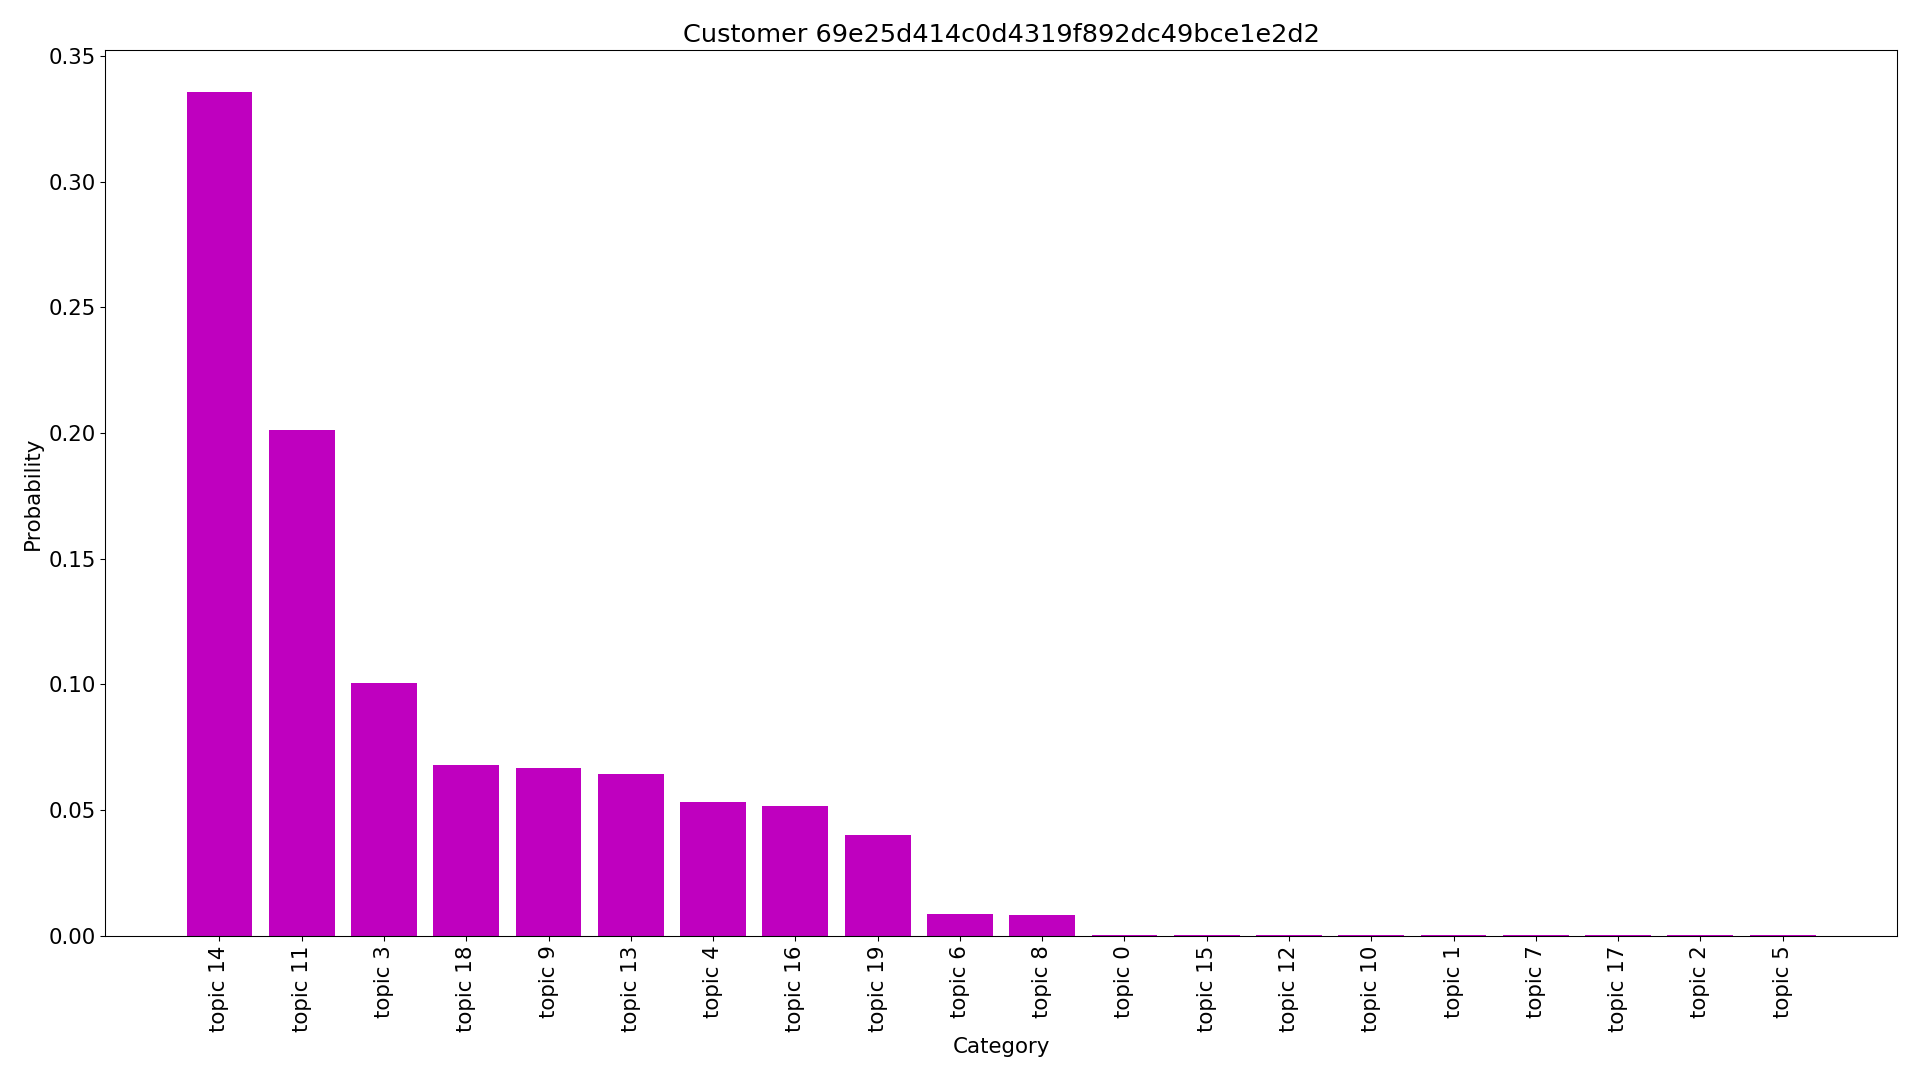 Customer 69e25d414c0d4319f892dc49bce1e2d2
Probability
0.35
0.30
0.25
0.20
0.15
0.10
0.05
0.00
topic 14
topic 11
topic 3
topic 18
topic 9
topic 13
topic 4
topic 16
topic 19
topic 6
topic 8
topic 0
topic 15
topic 12
topic 10
topic 1
topic 7
topic 17
topic 2
topic 5
Category